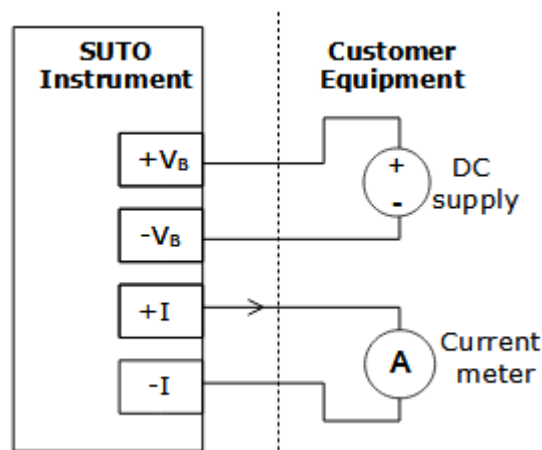 SUTO
Instrument
Customer
Equipment
+VB
-VB
+I
-I
+
-
DC
supply
A
Current
meter